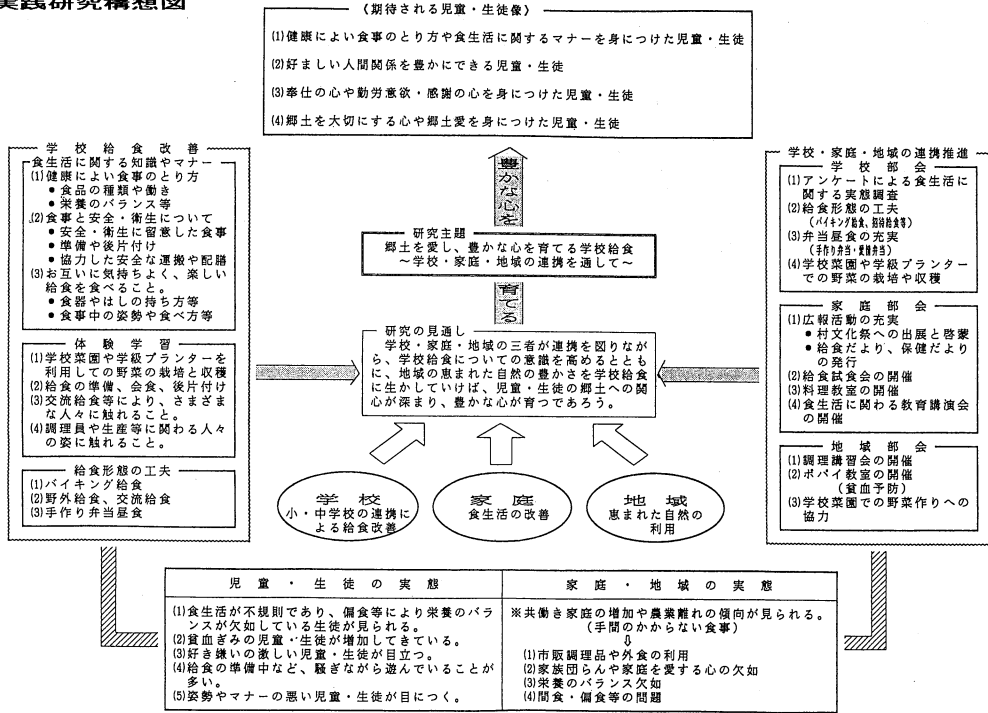 実践研究構想図
《期待される児童・生徒像》
(1)健康によい食事のとり方や食生活に関するマナーを身につけた児童・生徒
(2)好ましい人間関係を豊かにできる児童・生徒
(3)奉仕の心や勤労意欲・感謝の心を身につけた児童・生徒
(4)郷土を大切にする心や郷土愛を身につけた児童・生徒
豊かな心を
研究主題
郷土を愛し、豊かな心を育てる学校給食
～学校・家庭・地域の連携を通して～
育てる
研究の見通し
学校・家庭・地域の三者が連携を図りなが
ら、学校給食についての意識を高めるととも
に、地域の恵まれた自然の豊かさを学校給食
に生かしていけば、児童・生徒の郷土への関
心が深まり、豊かな心が育つであろう。
学校
小・中学校の連携に
よる給食改善
家庭
食生活の改善
地域
恵まれた自然の
利用
学校給食改善
食生活に関する知識やマナー
(1)健康によい食事のとり方
●食品の種類や働き
●栄養のバランス等
(2)食事と安全・衛生について
●安全・衛生に留意した食事
●準備や後片付け
●協力した安全な運搬や配膳
(3)お互いに気持ちよく、楽しい
給食を食べること。
●食器やはしの持ち方等
●食事中の姿勢や食べ方等
体験学習
(1)学校菜園や学級プランターを
利用しての野菜の栽培と収穫
(2)給食の準備、会食、後片付け
(3)交流給食等により、さまざま
な人々に触れること。
(4)調理員や生産等に関わる人々
の姿に触れること。
給食形態の工夫
(1)バイキング給食
(2)野外給食、交流給食
(3)手作り弁当昼食
学校・家庭・地域の連携推進
学校部会
(1)アンケートによる食生活に
関する実態調査
(2)給食形態の工夫
(バイキング給食、招待給食等)
(3)弁当昼食の充実
(手作り弁当・愛情弁当)
(4)学校菜園や学級プランター
での野菜の栽培や収穫
家庭部会
(1)広報活動の充実
●村文化祭への出展と啓蒙
●給食だより、保健だより
の発行
(2)給食試食会の開催
(3)料理教室の開催
(4)食生活に関わる教育講演会
の開催
地域部会
(1)調理講習会の開催
(2)ポパイ教室の開催
(貧血予防)
(3)学校菜園での野菜作りへの
協力
児童・生徒の実態
(1)食生活が不規則であり、偏食等により栄養のバラ
ンスが欠如している生徒が見られる。
(2)貧血ぎみの児童・生徒が増加してきている。
(3)好き嫌いの激しい児童・生徒が目立つ。
(4)給食の準備中など、騒ぎながら遊んでいることが
多い。
(5)姿勢やマナーの悪い児童・生徒が目につく。
家庭・地域の実態
※共働き家庭の増加や農業離れの傾向が見られる。
(手間のかからない食事)
⇓
(1)市販調理品や外食の利用
(2)家族団らんや家庭を愛する心の欠如
(3)栄養のバランス欠如
(4)間食・偏食等の問題